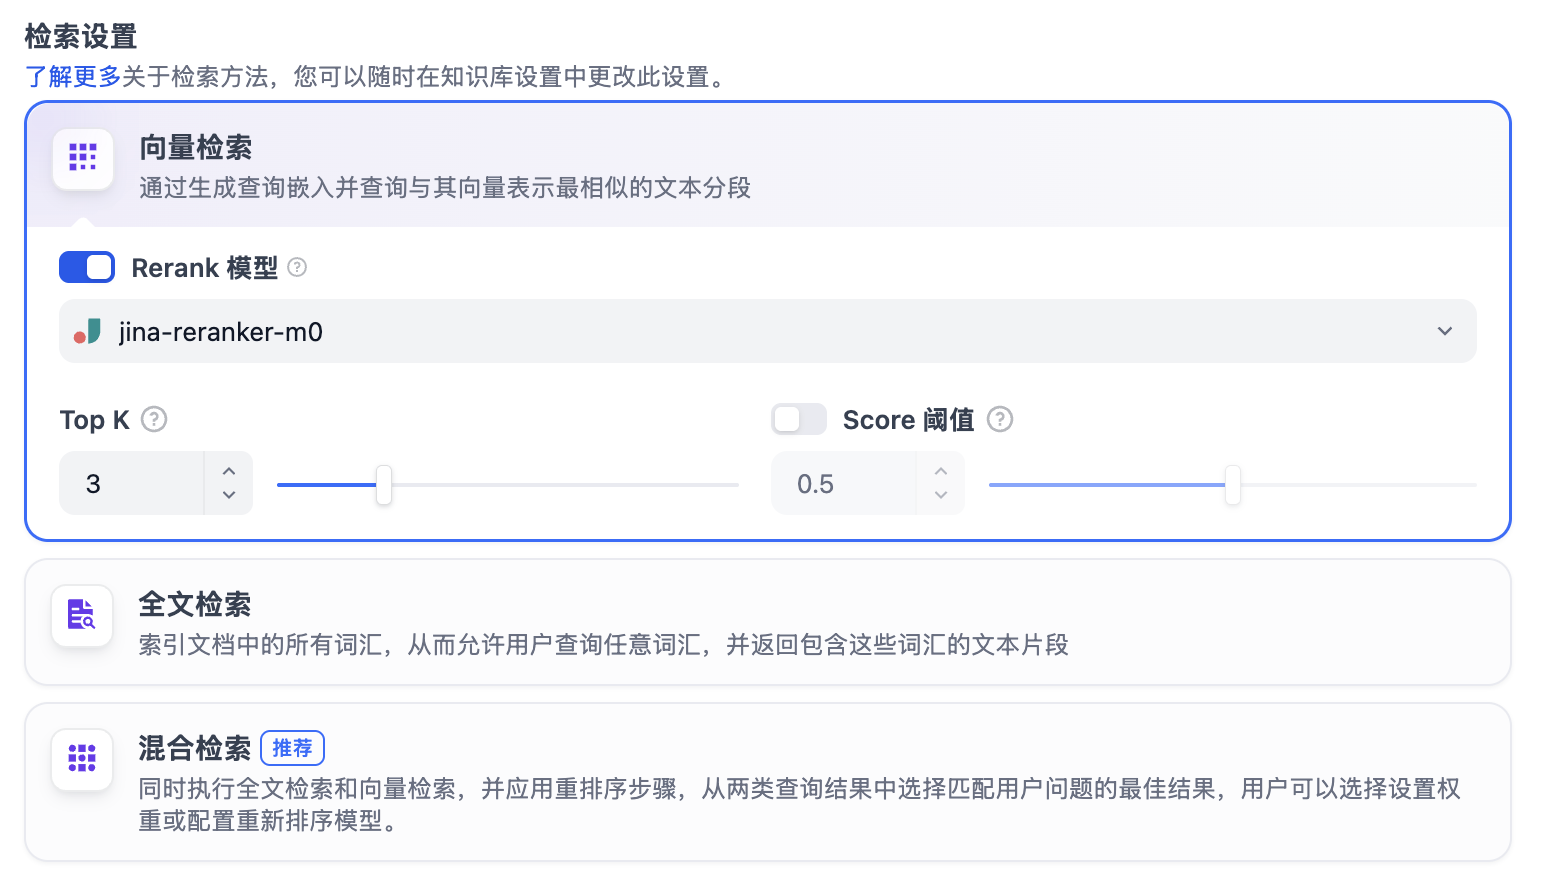 检索设置
了解更多关于检索方法，您可以随时在知识库设置中更改此设置。
向量检索
通过生成查询嵌入并查询与其向量表示最相似的文本分段
Rerank 模型
jina-reranker-m0
Top K
Score 阈值
3
0.5
全文检索
索引文档中的所有词汇，从而允许用户查询任意词汇，并返回包含这些词汇的文本片段
混合检索 推荐
同时执行全文检索和向量检索，并应用重排序步骤，从两类查询结果中选择匹配用户问题的最佳结果，用户可以选择设置权
重或配置重新排序模型。